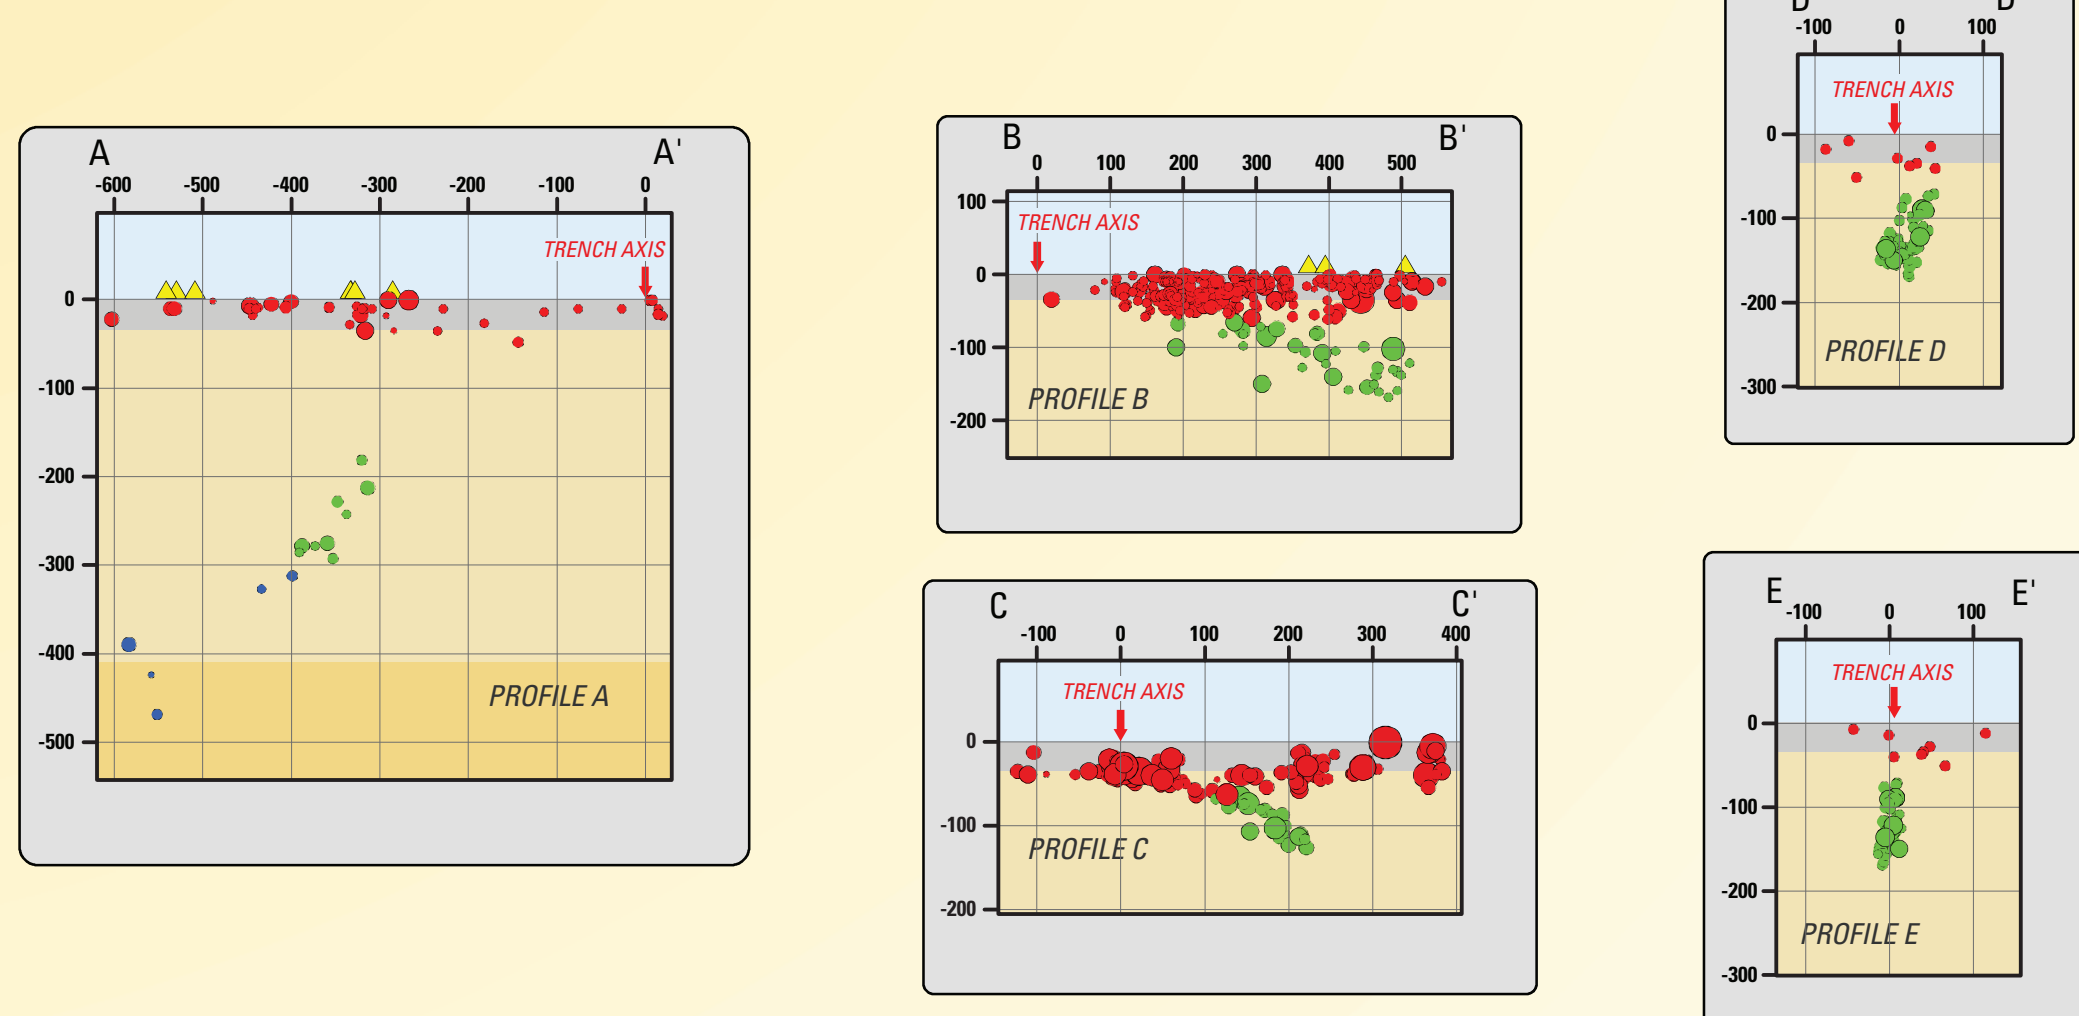 A A'
-600 -500 -400 -300 -200 -100 0
TRENCH AXIS
0
-100
-200
-300
-400
-500
PROFILE A
B B'
0 100 200 300 400 500
100
TRENCH AXIS
0
-100
-200
PROFILE B
C C'
-100 0 100 200 300 400
TRENCH AXIS
0
-100
-200
PROFILE C
D D'
-100 0 100
TRENCH AXIS
0
-100
-200
-300
PROFILE D
E E'
-100 0 100
TRENCH AXIS
0
-100
-200
-300
PROFILE E